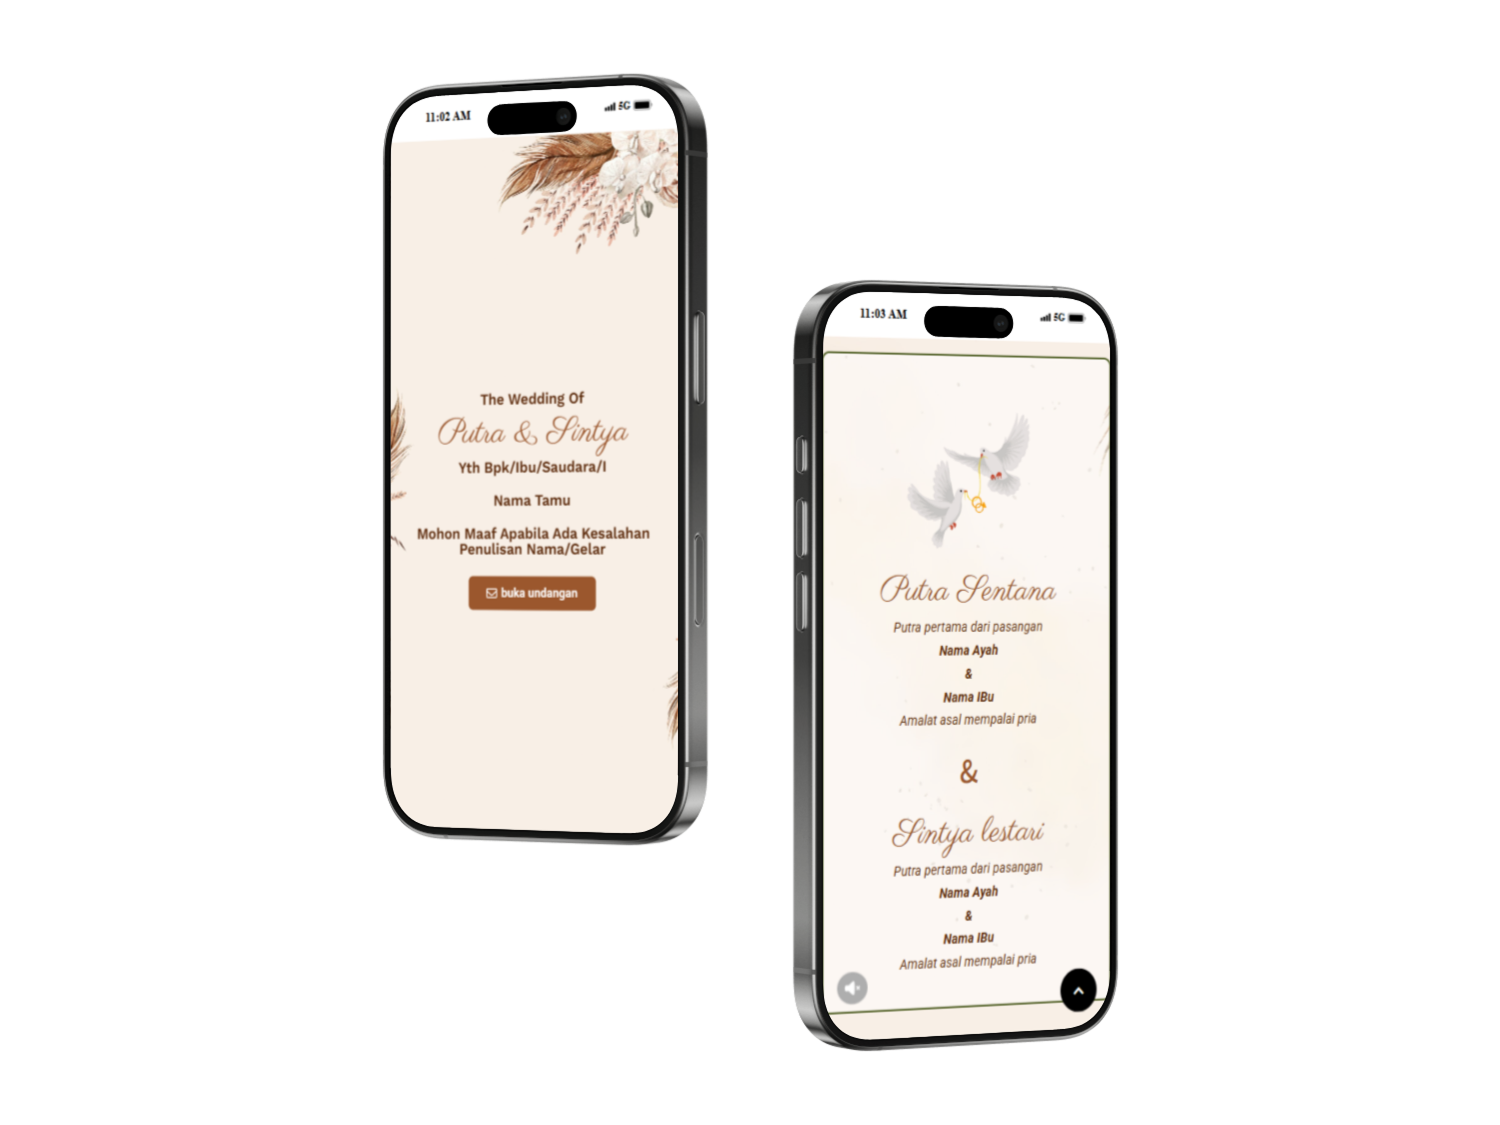 11:02 AM
5G
The Wedding Of
Putra & Sintya
Yth Bpk/Ibu/Saudara/I
Nama Tamu
Mohon Maaf Apabila Ada Kesalahan
Penulisan Nama/Gelar
buka undangan
11:03 AM
5G
Putra Sentana
Putra pertama dari pasangan
Nama Ayah
&
Nama IBu
Amalat asal mempalai pria
&
Sintya lestari
Putra pertama dari pasangan
Nama Ayah
&
Nama IBu
Amalat asal mempalai pria